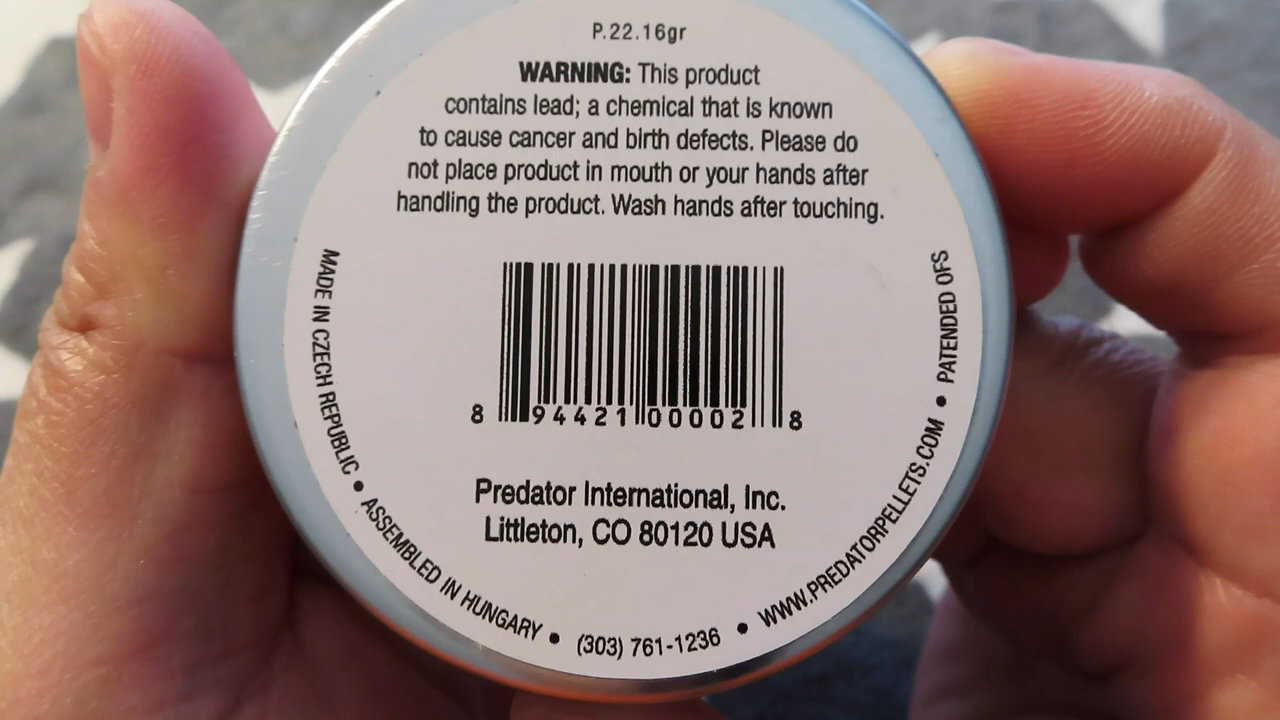 P.22.16gr
WARNING: This product
contains lead; a chemical that is known
to cause cancer and birth defects. Please do
not place product in mouth or your hands after
handling the product. Wash hands after touching.
8 94421 00002 8
Predator International, Inc.
Littleton, CO 80120 USA
MADE IN CZECH REPUBLIC • ASSEMBLED IN HUNGARY • (303) 761-1236 • WWW.PREDATORPELLETS.COM • PATENDED OFS